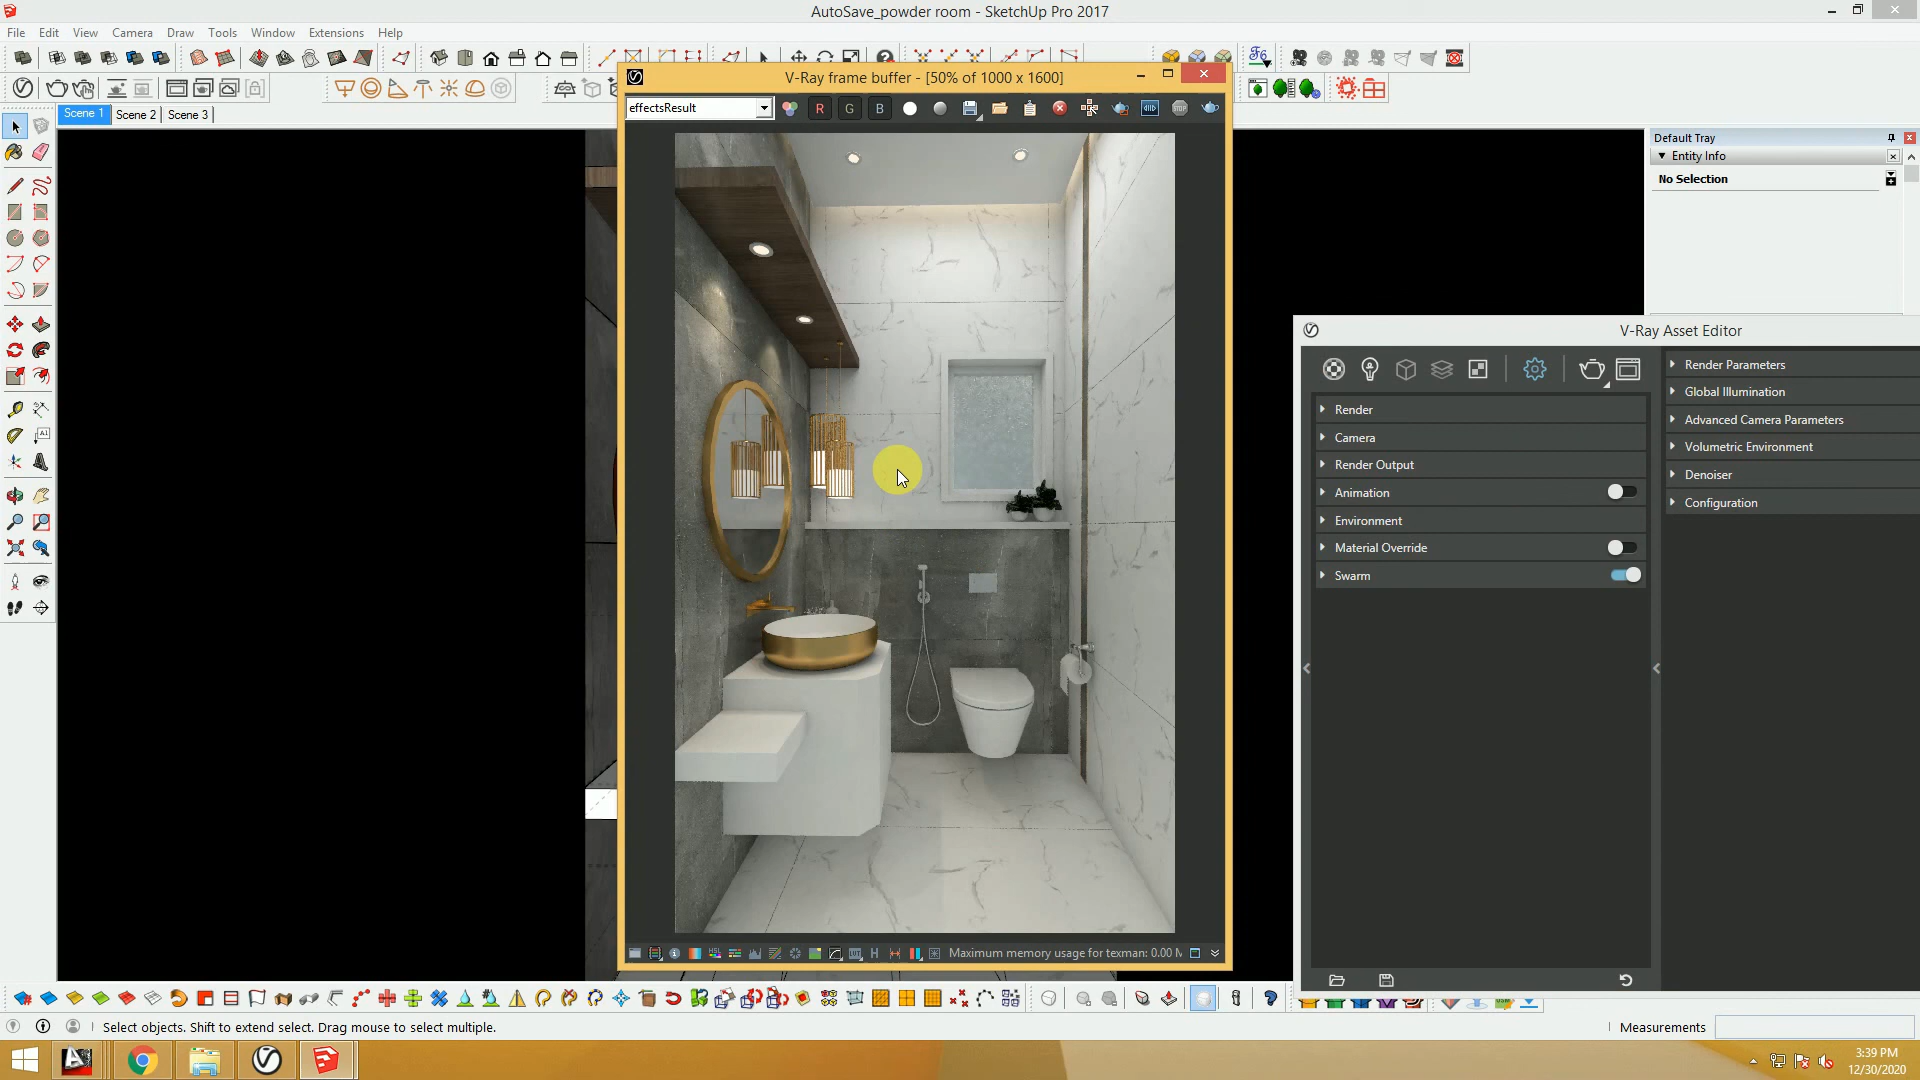 AutoSave_powder room - SketchUp Pro 2017
File Edit View Camera Draw Tools Window Extensions Help
V-Ray frame buffer - [50% of 1000 x 1600]
Scene 1 Scene 2 Scene 3
effectsResult
R G B
STOP
Default Tray
Entity Info
No Selection
V-Ray Asset Editor
Render
Camera
Render Output
Animation
Environment
Material Override
Swarm
Render Parameters
Global Illumination
Advanced Camera Parameters
Volumetric Environment
Denoiser
Configuration
A1
HSL
H
Maximum memory usage for texman: 0.00 M
Select objects. Shift to extend select. Drag mouse to select multiple.
Measurements
3:39 PM
12/30/2020